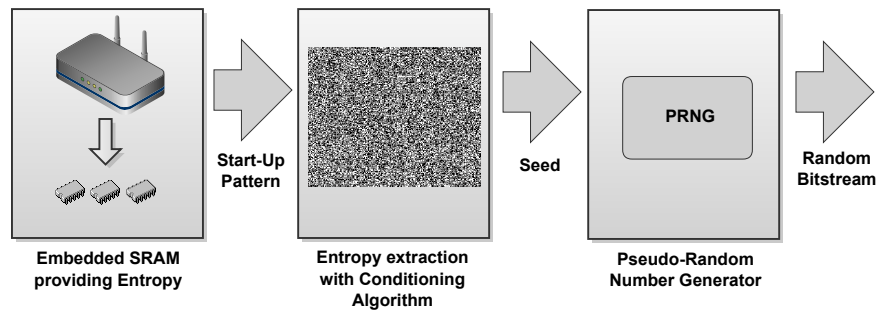 Start-Up
Pattern
Seed
PRNG
Random
Bitstream
Embedded SRAM
providing Entropy
Entropy extraction
with Conditioning
Algorithm
Pseudo-Random
Number Generator